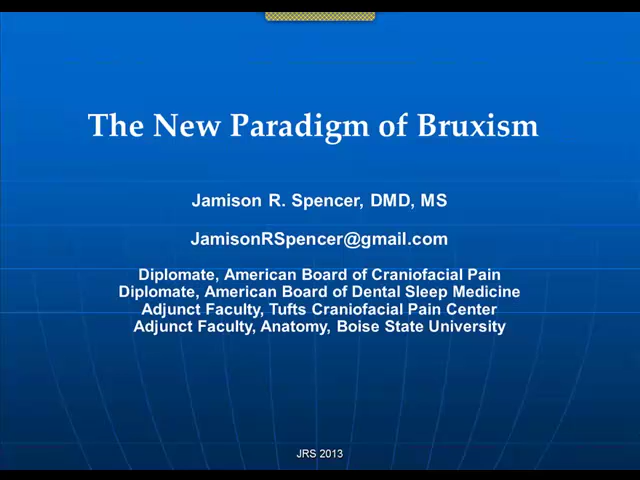 The New Paradigm of Bruxism
Jamison R. Spencer, DMD, MS
JamisonRSpencer@gmail.com
Diplomate, American Board of Craniofacial Pain
Diplomate, American Board of Dental Sleep Medicine
Adjunct Faculty, Tufts Craniofacial Pain Center
Adjunct Faculty, Anatomy, Boise State University
JRS 2013